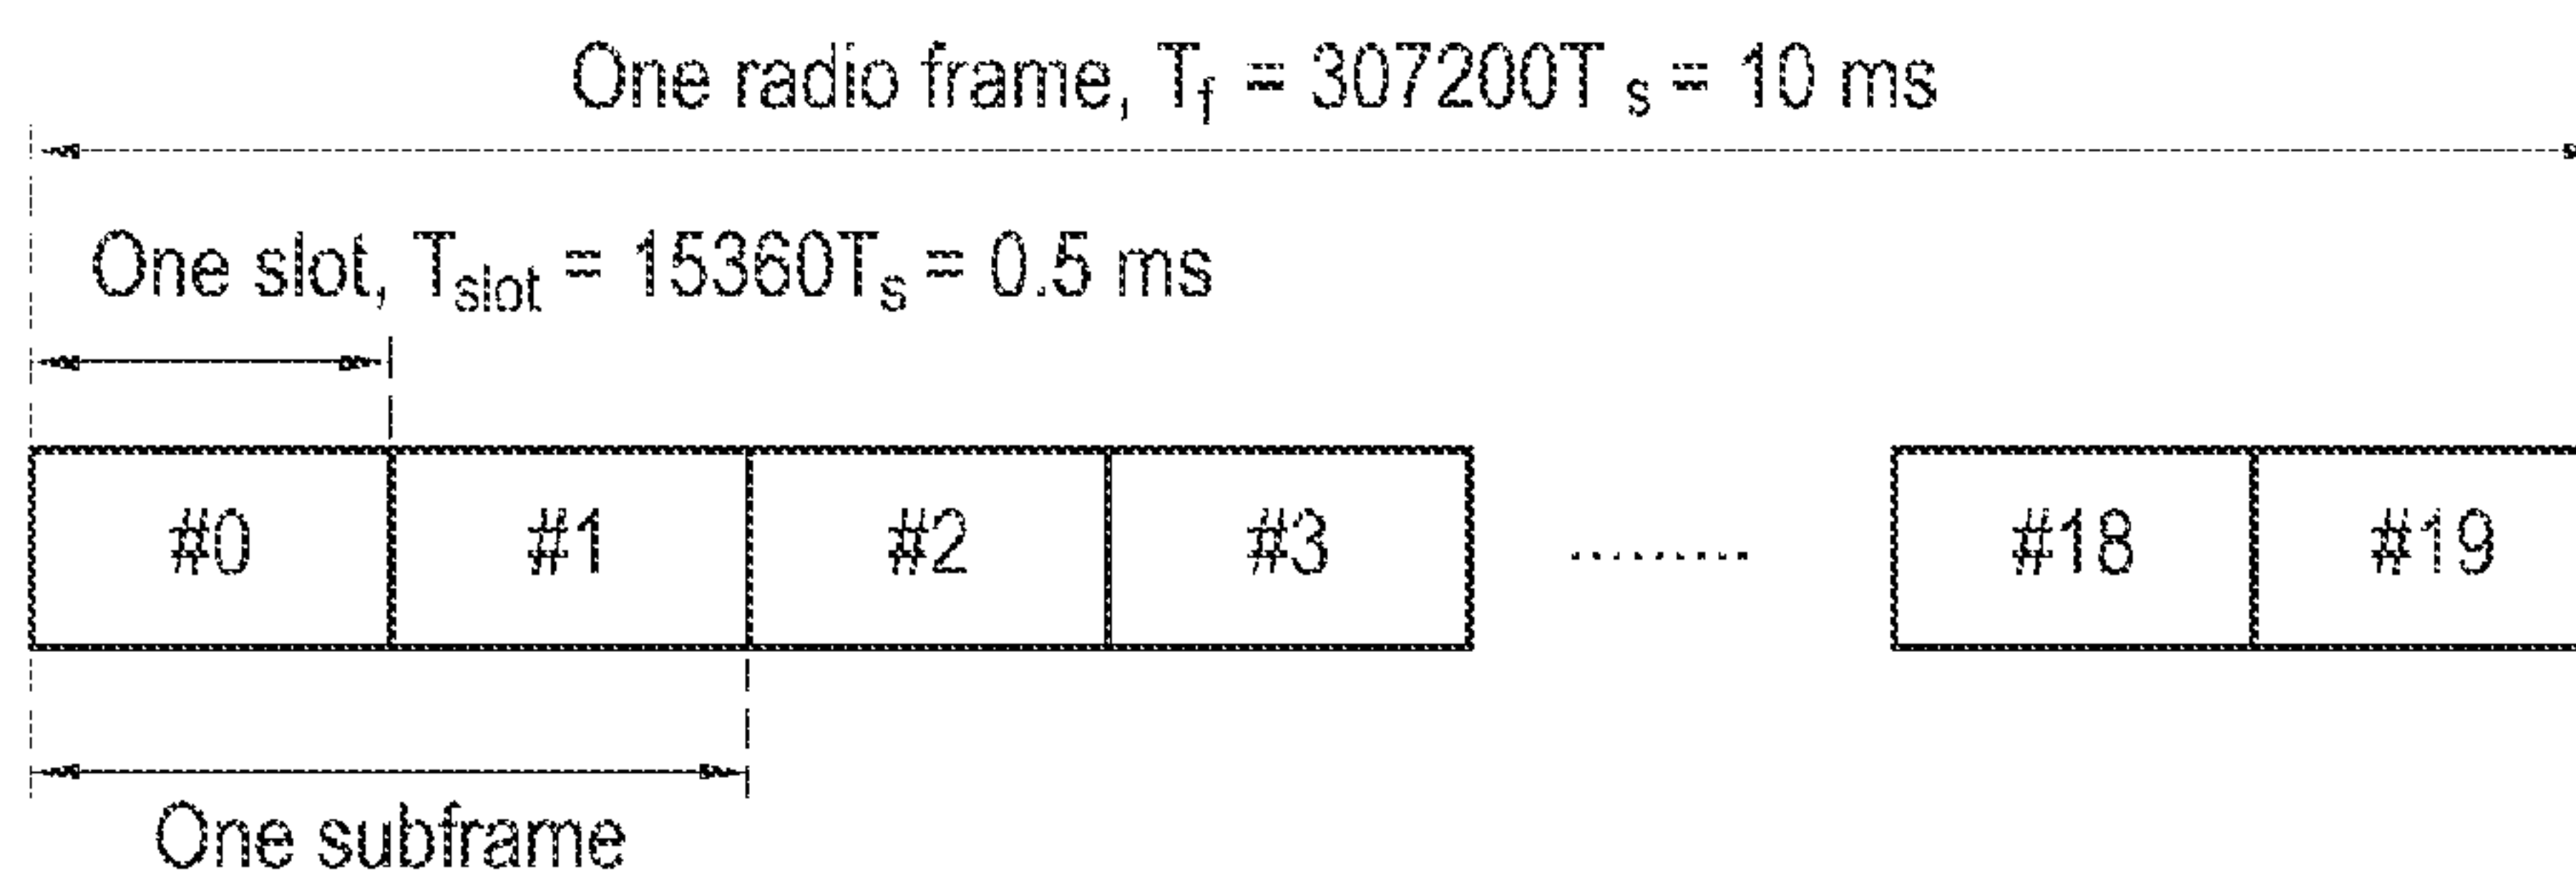 One radio frame, Tf = 307200T s = 10 ms
One slot, Tslot = 15360Ts = 0.5 ms
#0 #1 #2 #3 ......... #18 #19
One subframe